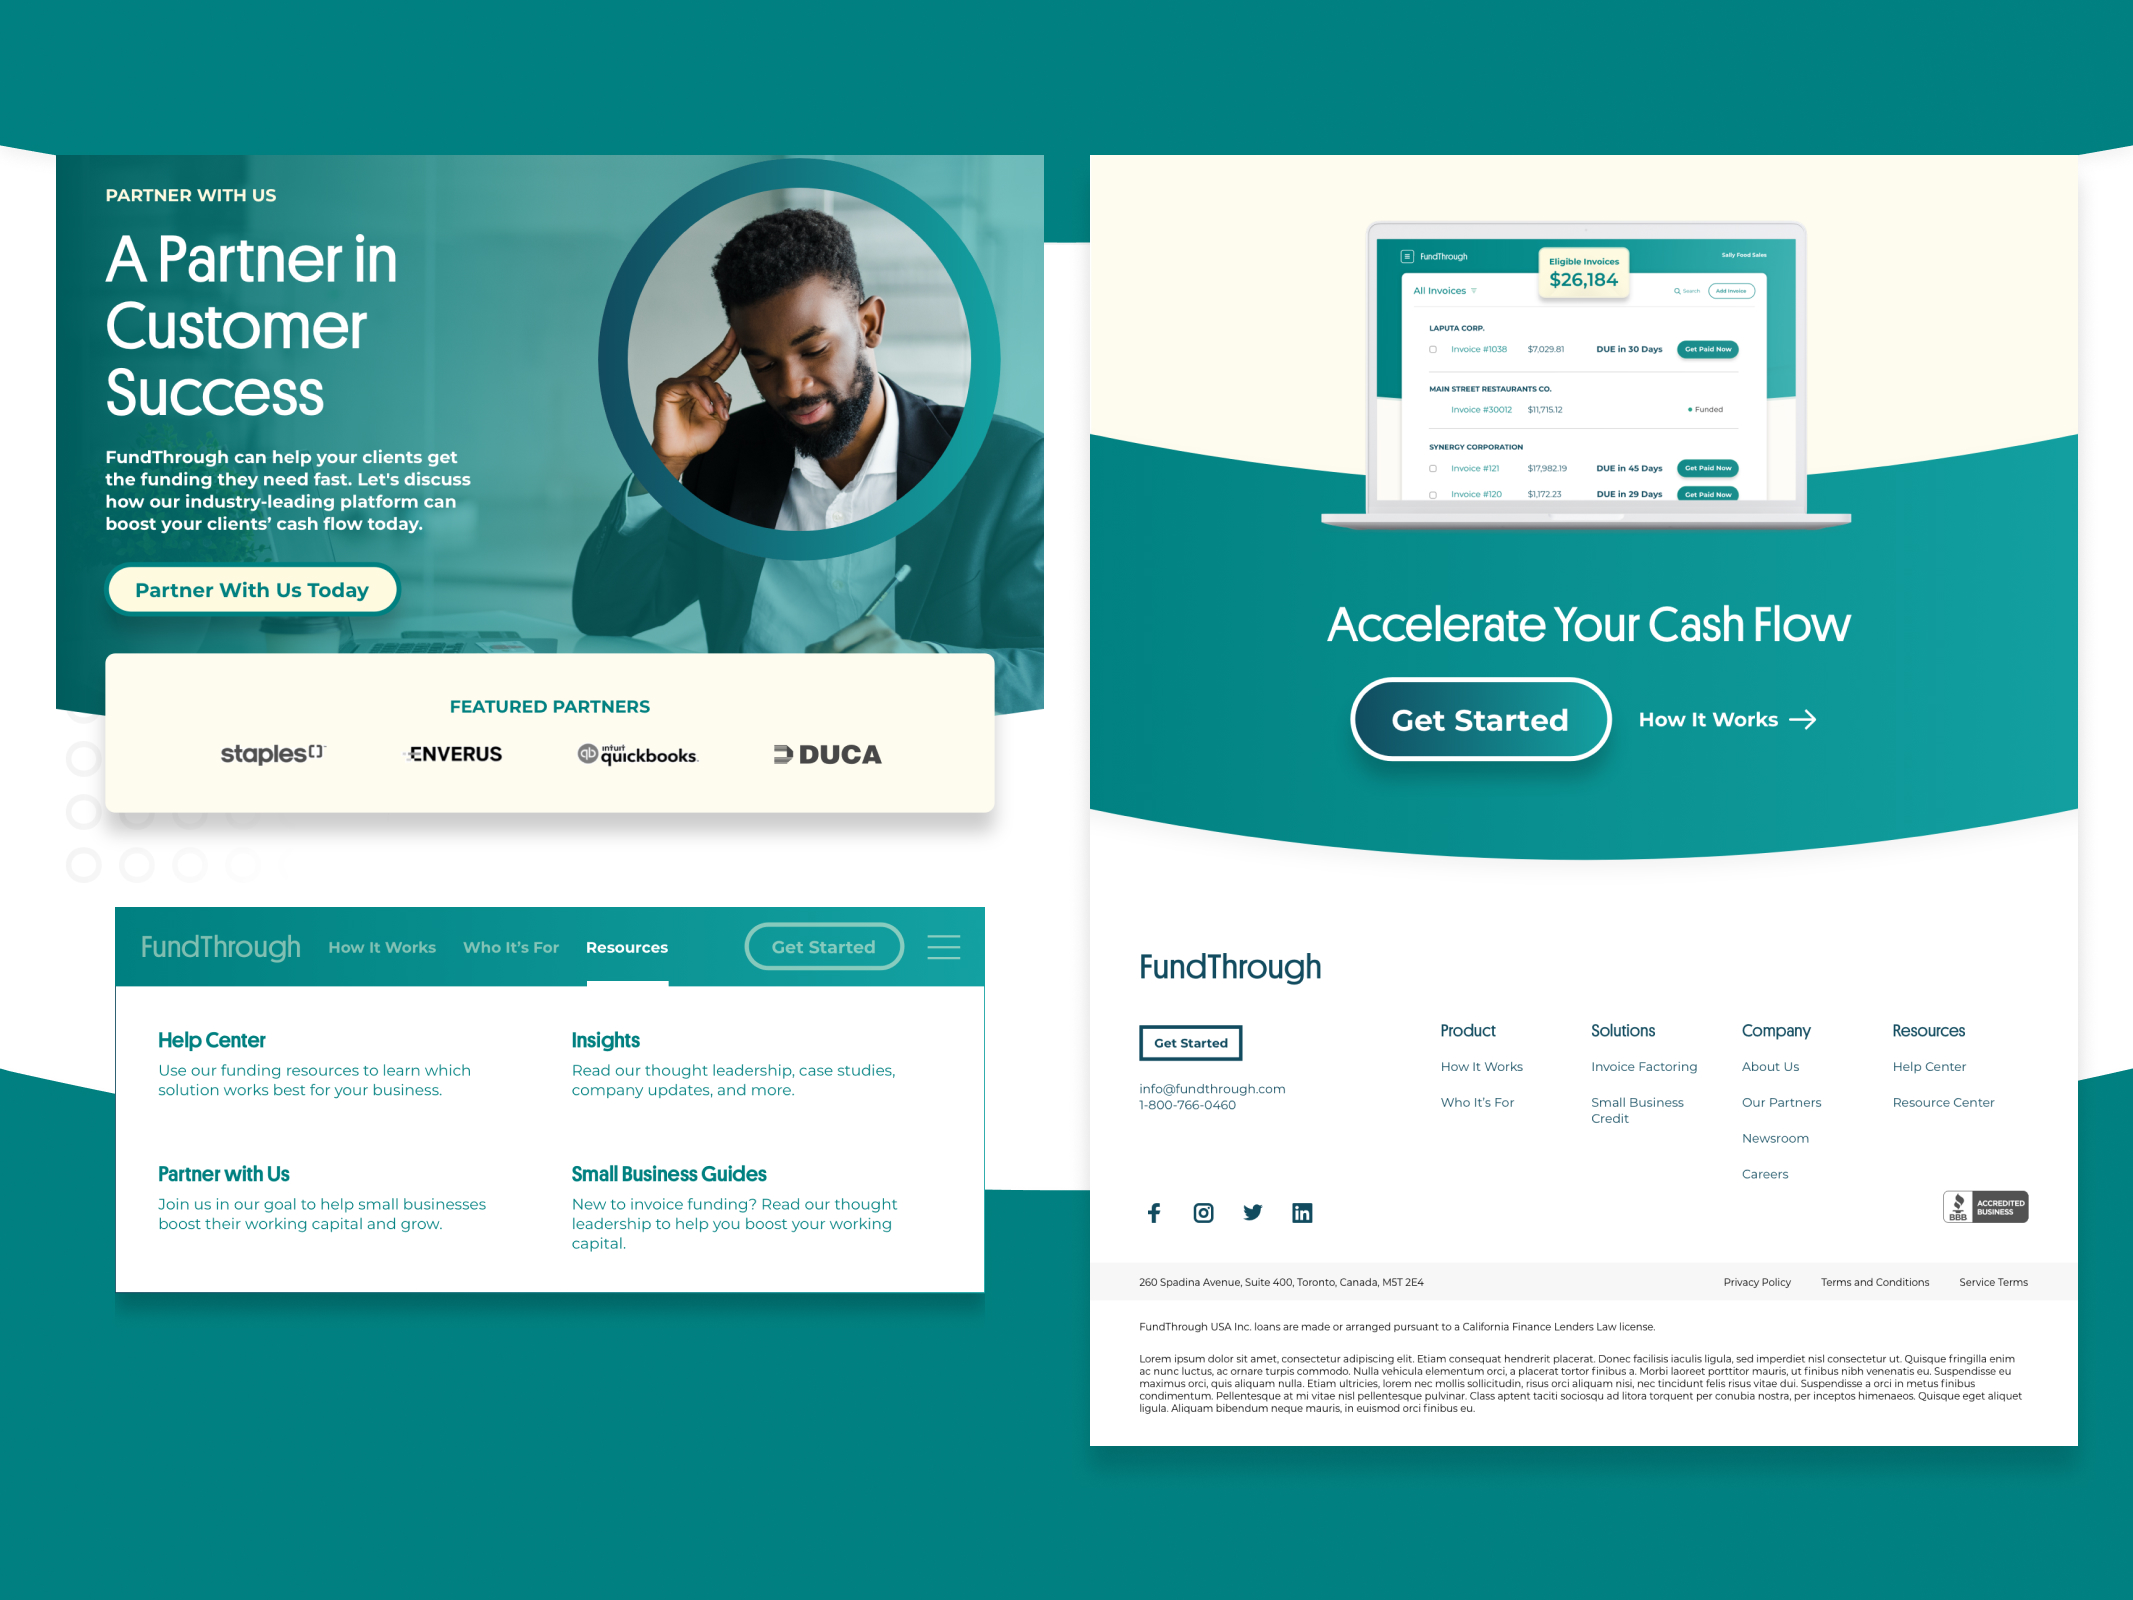 PARTNER WITH US
A Partner in
Customer
Success
FundThrough can help your clients get
the funding they need fast. Let's discuss
how our industry-leading platform can
boost your clients' cash flow today.
Partner With Us Today
FEATURED PARTNERS
staples
ENVERUS
qb intuit quickbooks.
DUCA
FundThrough How It Works Who It's For Resources Get Started
Help Center
Use our funding resources to learn which
solution works best for your business.
Insights
Read our thought leadership, case studies,
company updates, and more.
Partner with Us
Join us in our goal to help small businesses
boost their working capital and grow.
Small Business Guides
New to invoice funding? Read our thought
leadership to help you boost your working
capital.
FundThrough
Sally Food Sales
Eligible Invoices
$26,184
All Invoices
Search
Add Invoice
LAPUTA CORP.
Invoice #1038 $7,029.81 DUE in 30 Days Get Paid Now
MAIN STREET RESTAURANTS CO.
Invoice #30012 $11,715.12 Funded
SYNERGY CORPORATION
Invoice #121 $17,982.19 DUE in 45 Days Get Paid Now
Invoice #120 $1,172.23 DUE in 29 Days Get Paid Now
Accelerate Your Cash Flow
Get Started
How It Works
FundThrough
Get Started
info@fundthrough.com
1-800-766-0460
Product
How It Works
Who It's For
Solutions
Invoice Factoring
Small Business
Credit
Company
About Us
Our Partners
Newsroom
Careers
Resources
Help Center
Resource Center
BBB
ACCREDITED
BUSINESS
260 Spadina Avenue, Suite 400, Toronto, Canada, M5T 2E4
Privacy Policy Terms and Conditions Service Terms
FundThrough USA Inc. loans are made or arranged pursuant to a California Finance Lenders Law license.
Lorem ipsum dolor sit amet, consectetur adipiscing elit. Etiam consequat hendrerit placerat. Donec facilisis iaculis ligula, sed imperdiet nisl consectetur ut. Quisque fringilla enim
ac nunc luctus, ac ornare turpis commodo. Nulla vehicula elementum orci, a placerat tortor finibus a. Morbi laoreet porttitor mauris, ut finibus nibh venenatis eu. Suspendisse eu
maximus orci, quis aliquam nulla. Etiam ultricies, lorem nec mollis sollicitudin, risus orci aliquam nisi, nec tincidunt felis risus vitae dui. Suspendisse a orci in metus finibus
condimentum. Pellentesque at mi vitae nisl pellentesque pulvinar. Class aptent taciti sociosqu ad litora torquent per conubia nostra, per inceptos himenaeos. Quisque eget aliquet
ligula. Aliquam bibendum neque mauris, in euismod orci finibus eu.